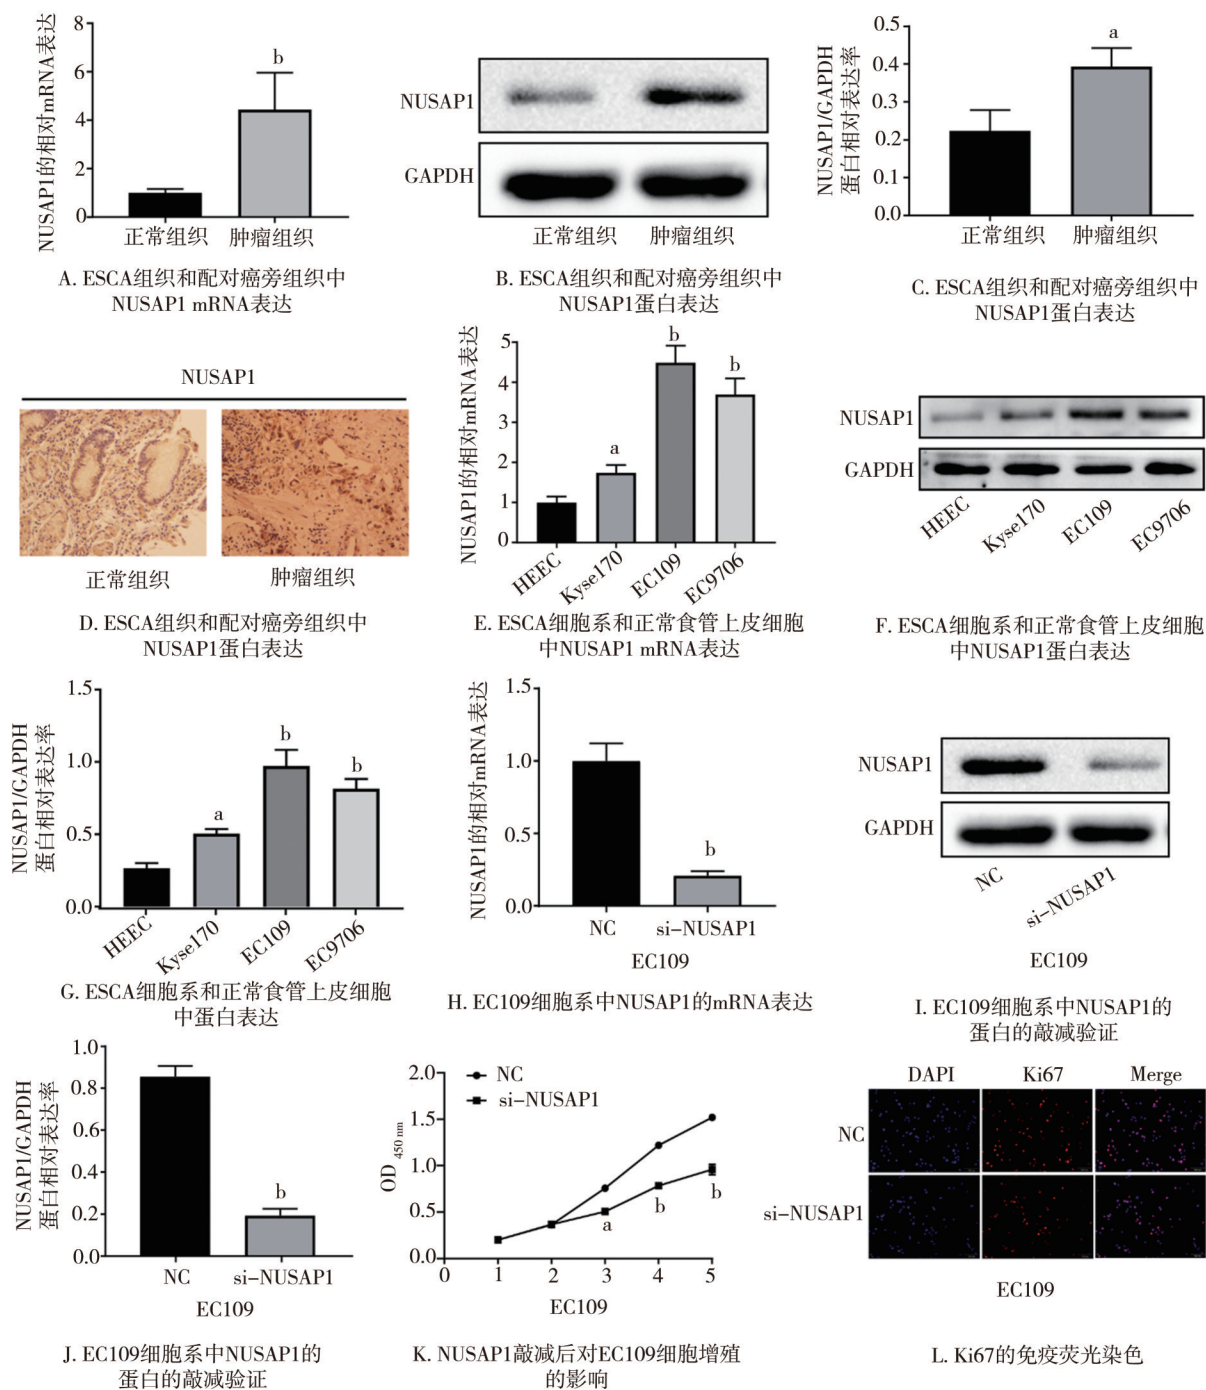 NUSAP1的相对mRNA表达
8
6
4
2
0
b
正常组织 肿瘤组织
A. ESCA组织和配对癌旁组织中
NUSAP1 mRNA表达
NUSAP1
GAPDH
正常组织 肿瘤组织
B. ESCA组织和配对癌旁组织中
NUSAP1蛋白表达
NUSAP1/GAPDH
蛋白相对表达率
0.5
0.4
0.3
0.2
0.1
0.0
a
正常组织 肿瘤组织
C. ESCA组织和配对癌旁组织中
NUSAP1蛋白表达
NUSAP1
正常组织 肿瘤组织
D. ESCA组织和配对癌旁组织中
NUSAP1蛋白表达
NUSAP1的相对mRNA表达
5
4
3
2
1
0
a
b
b
HEEC Kyse170 EC109 EC9706
E. ESCA细胞系和正常食管上皮细胞
中NUSAP1 mRNA表达
NUSAP1
GAPDH
HEEC Kyse170 EC109 EC9706
F. ESCA细胞系和正常食管上皮细胞
中NUSAP1蛋白表达
NUSAP1/GAPDH
蛋白相对表达率
1.5
1.0
0.5
0.0
a
b
b
HEEC Kyse170 EC109 EC9706
G. ESCA细胞系和正常食管上皮细胞
中蛋白表达
NUSAP1的相对mRNA表达
1.5
1.0
0.5
0.0
b
NC si-NUSAP1
EC109
H. EC109细胞系中NUSAP1的mRNA表达
NUSAP1
GAPDH
NC si-NUSAP1
EC109
I. EC109细胞系中NUSAP1的
蛋白的敲减验证
NUSAP1/GAPDH
蛋白相对表达率
1.0
0.8
0.6
0.4
0.2
0.0
b
NC si-NUSAP1
EC109
J. EC109细胞系中NUSAP1的
蛋白的敲减验证
OD 450 nm
2.0
1.5
1.0
0.5
0.0
NC
si-NUSAP1
a
b
b
0 1 2 3 4 5
EC109
K. NUSAP1敲减后对EC109细胞增殖
的影响
DAPI Ki67 Merge
NC
si-NUSAP1
EC109
L. Ki67的免疫荧光染色